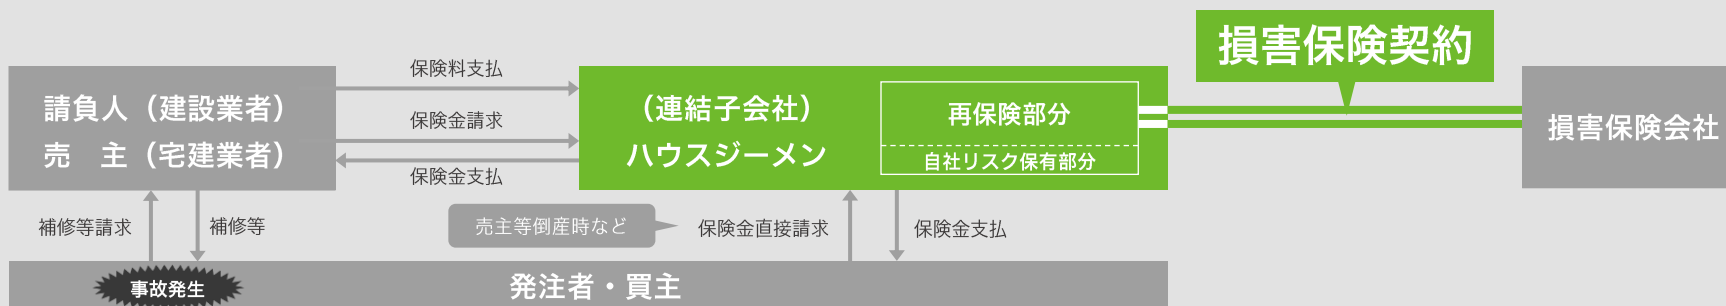 損害保険契約
保険料支払
請負人（建設業者）
売　主（宅建業者）
保険金請求
保険金支払
（連結子会社）
ハウスジーメン
再保険部分
自社リスク保有部分
損害保険会社
補修等請求
補修等
売主等倒産時など
保険金直接請求
保険金支払
事故発生
発注者・買主